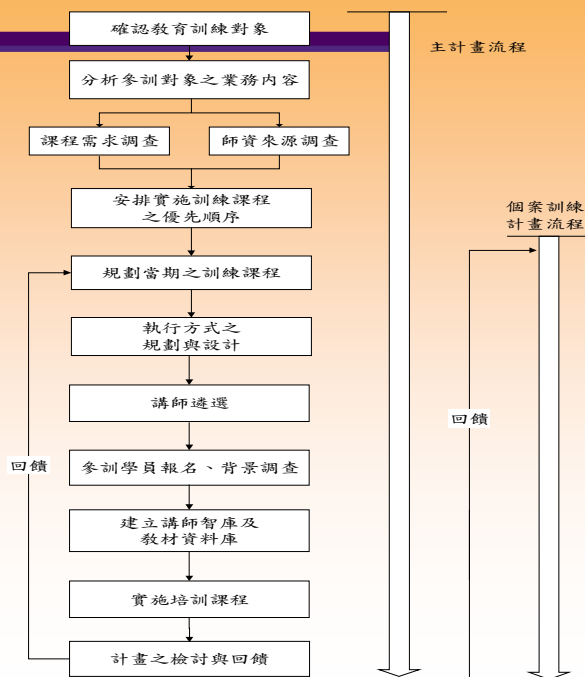 確認教育訓練對象
主計畫流程
分析參訓對象之業務內容
課程需求調查
師資來源調查
安排實施訓練課程
之優先順序
個案訓練
計畫流程
規劃當期之訓練課程
執行方式之
規劃與設計
講師遴選
回饋
回饋
參訓學員報名、背景調查
建立講師智庫及
教材資料庫
實施培訓課程
計畫之檢討與回饋